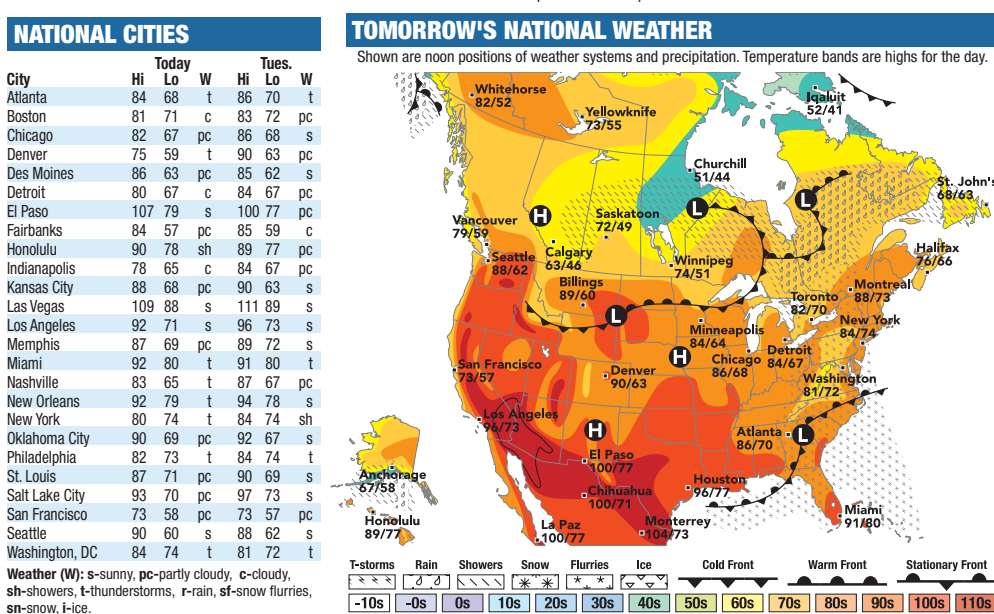 NATIONAL CITIES
Today Tues.
City Hi Lo W Hi Lo W
Atlanta 84 68 t 86 70 t
Boston 81 71 c 83 72 pc
Chicago 82 67 pc 86 68 s
Denver 75 59 t 90 63 pc
Des Moines 86 63 pc 85 62 s
Detroit 80 67 c 84 67 pc
El Paso 107 79 s 100 77 pc
Fairbanks 84 57 pc 85 59 c
Honolulu 90 78 sh 89 77 pc
Indianapolis 78 65 c 84 67 pc
Kansas City 88 68 pc 90 63 s
Las Vegas 109 88 s 111 89 s
Los Angeles 92 71 s 96 73 s
Memphis 87 69 pc 89 72 s
Miami 92 80 t 91 80 t
Nashville 83 65 t 87 67 pc
New Orleans 92 79 t 94 78 s
New York 80 74 t 84 74 sh
Oklahoma City 90 69 pc 92 67 s
Philadelphia 82 73 t 84 74 t
St. Louis 87 71 pc 90 69 s
Salt Lake City 93 70 pc 97 73 s
San Francisco 73 58 pc 73 57 pc
Seattle 90 60 s 88 62 s
Washington, DC 84 74 t 81 72 t
Weather (W): s-sunny, pc-partly cloudy, c-cloudy,
sh-showers, t-thunderstorms, r-rain, sf-snow flurries,
sn-snow, i-ice.
TOMORROW'S NATIONAL WEATHER
Shown are noon positions of weather systems and precipitation. Temperature bands are highs for the day.
Whitehorse
82/52
Yellowknife
73/55
Iqaluit
52/41
Churchill
51/44
St. John's
68/63
L
L
H
Vancouver
79/59
Saskatoon
72/49
Calgary
63/46
Winnipeg
74/51
Seattle
88/62
Halifax
76/66
Billings
89/60
Montreal
88/73
Toronto
82/70
L
Minneapolis
84/64
New York
84/74
H
Chicago
86/68
Detroit
84/67
San Francisco
73/57
Denver
90/63
Washington
81/72
Los Angeles
96/73
H
Atlanta
86/70
L
El Paso
100/77
Anchorage
67/58
Houston
96/77
Chihuahua
100/71
Honolulu
89/77
La Paz
100/77
Monterrey
104/73
Miami
91/80
T-storms Rain Showers Snow Flurries Ice Cold Front Warm Front Stationary Front
-10s -0s 0s 10s 20s 30s 40s 50s 60s 70s 80s 90s 100s 110s